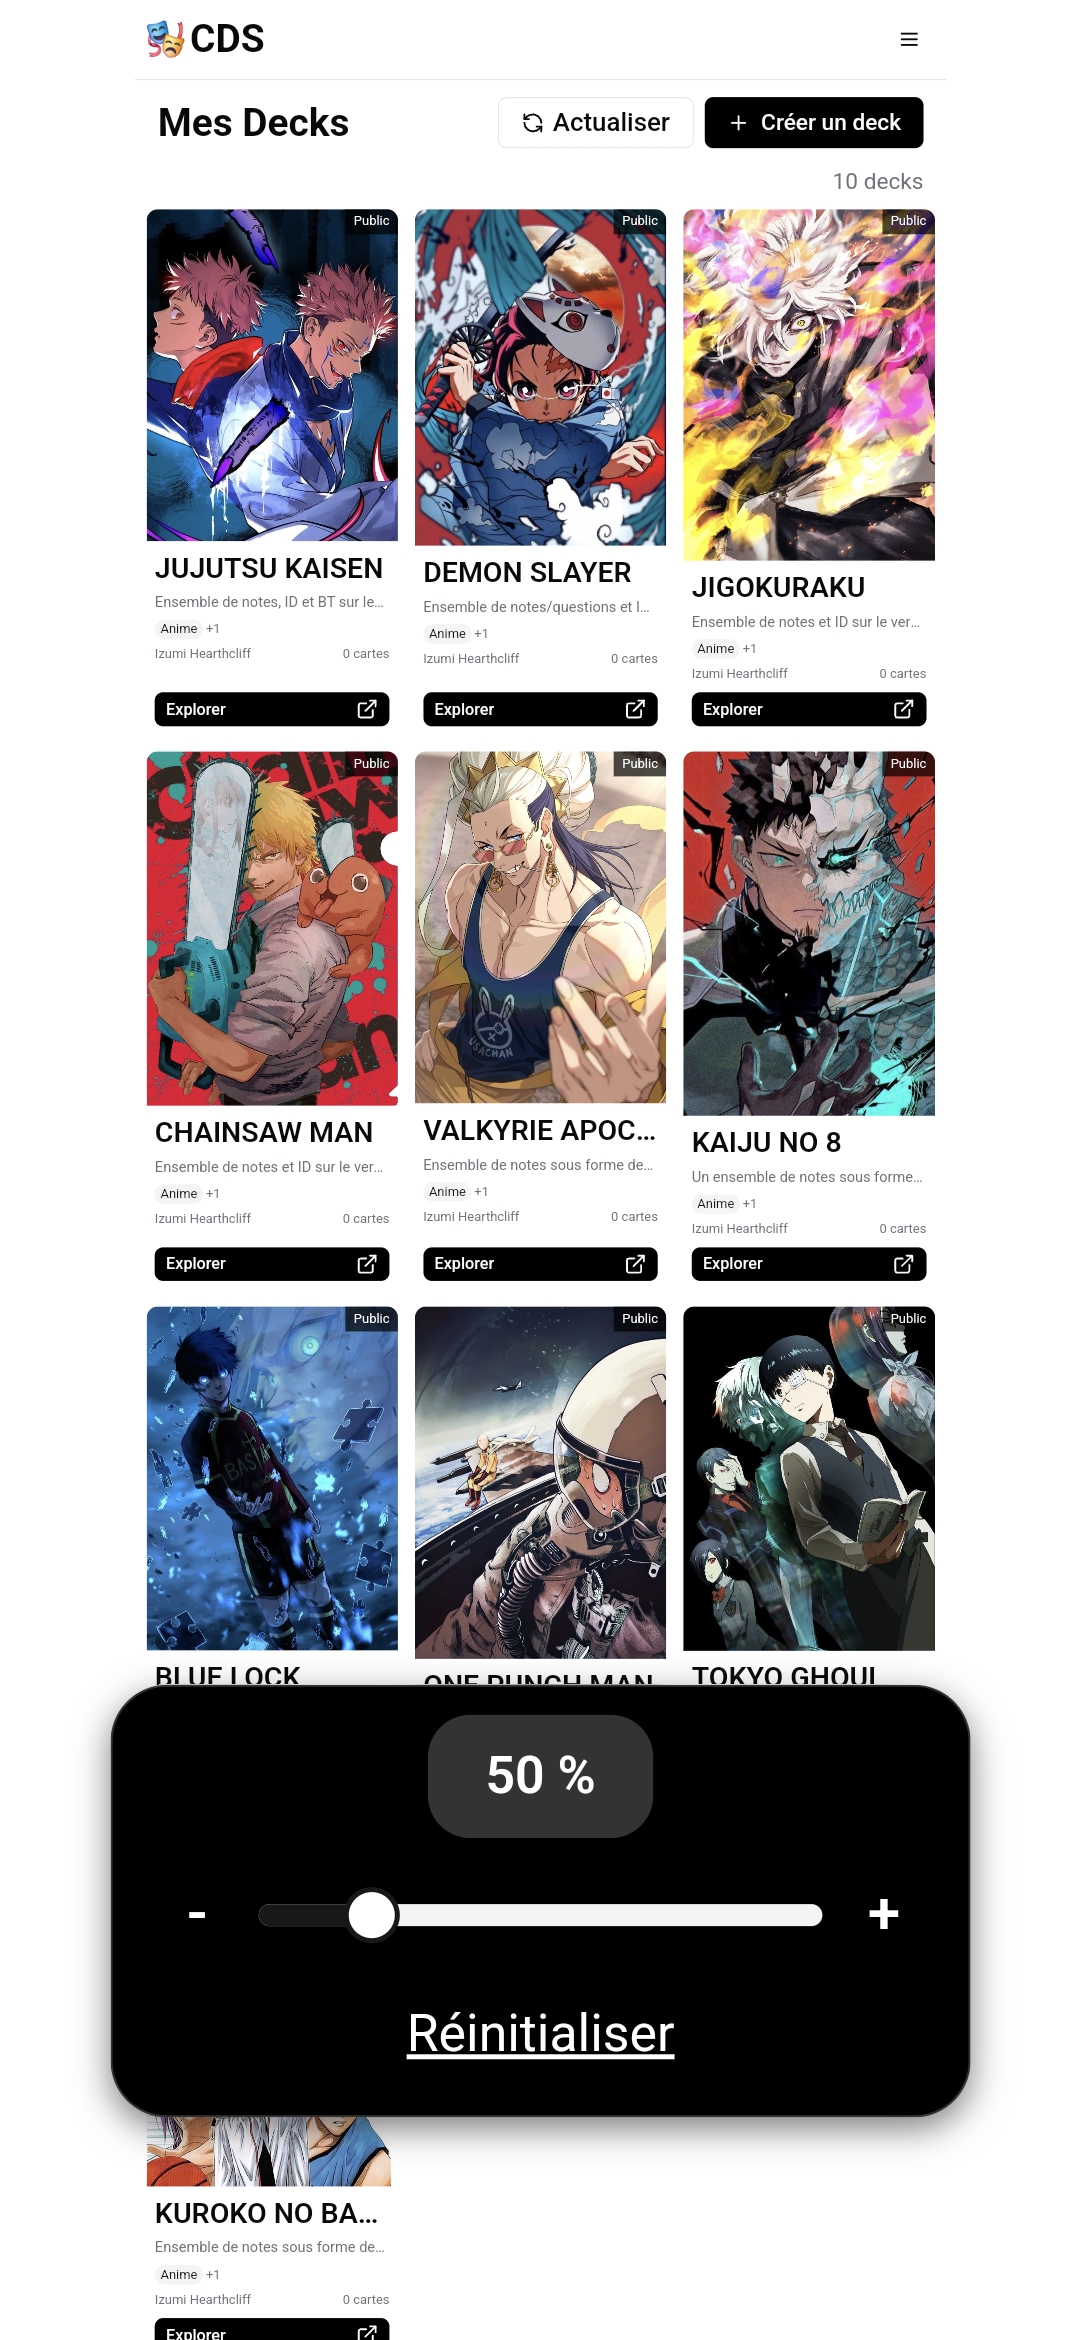 CDS
Mes Decks
Actualiser
Créer un deck
10 decks
Public
Public
Public
JUJUTSU KAISEN
Ensemble de notes, ID et BT sur le...
Anime +1
Izumi Hearthcliff 0 cartes
Explorer
DEMON SLAYER
Ensemble de notes/questions et I...
Anime +1
Izumi Hearthcliff 0 cartes
Explorer
JIGOKURAKU
Ensemble de notes et ID sur le ver...
Anime +1
Izumi Hearthcliff 0 cartes
Explorer
Public
Public
USACHAN
Public
CHAINSAW MAN
Ensemble de notes et ID sur le ver...
Anime +1
Izumi Hearthcliff 0 cartes
Explorer
VALKYRIE APOC...
Ensemble de notes sous forme de...
Anime +1
Izumi Hearthcliff 0 cartes
Explorer
KAIJU NO 8
Un ensemble de notes sous forme...
Anime +1
Izumi Hearthcliff 0 cartes
Explorer
Public
Public
Public
BLUE LOCK
ONE PUNCH MAN
TOKYO GHOUL
50 %
-
+
Réinitialiser
KUROKO NO BA...
Ensemble de notes sous forme de...
Anime +1
Izumi Hearthcliff 0 cartes
Explorer